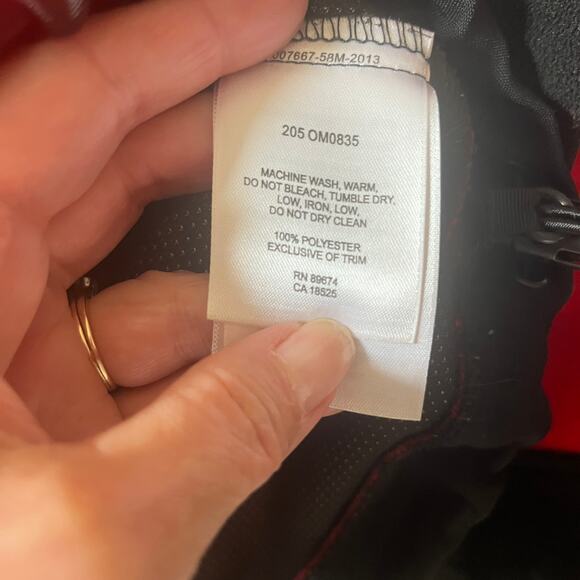 007667-58M-2013
205 OM0835
MACHINE WASH, WARM,
DO NOT BLEACH, TUMBLE DRY,
LOW, IRON, LOW,
DO NOT DRY CLEAN
100% POLYESTER
EXCLUSIVE OF TRIM
RN 89674
CA 18525